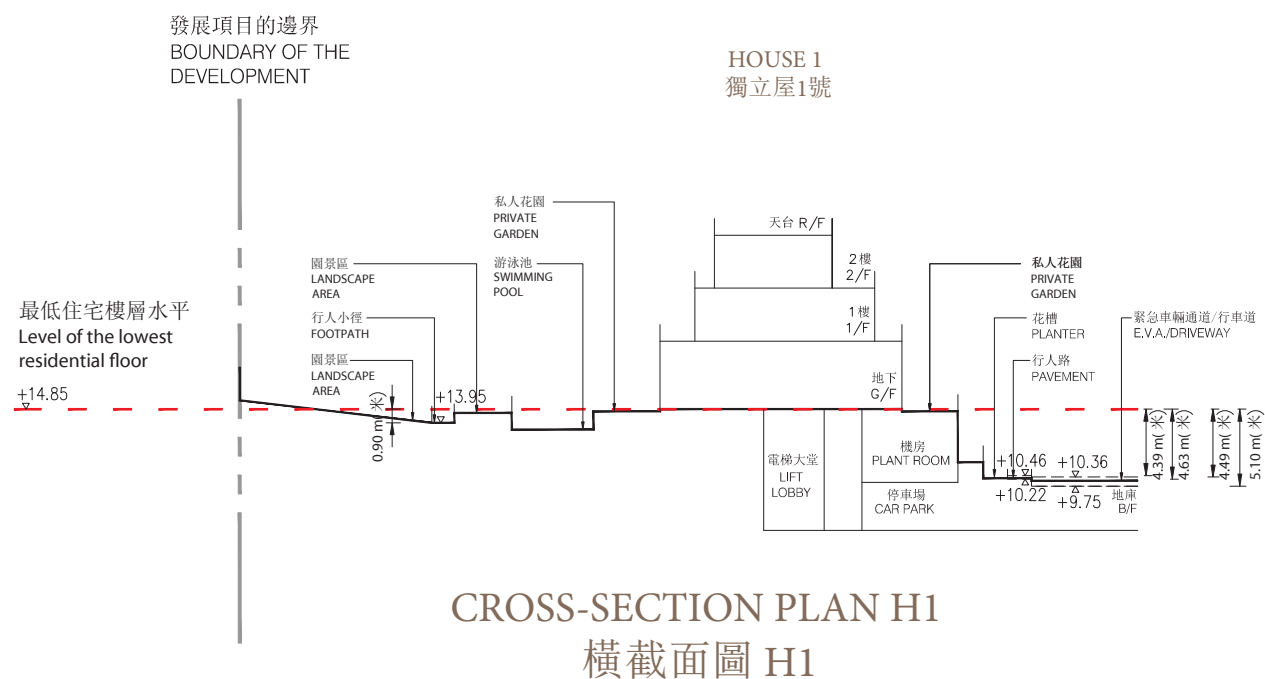 發展項目的邊界
BOUNDARY OF THE
DEVELOPMENT
HOUSE 1
獨立屋1號
私人花園
PRIVATE
GARDEN
天台 R/F
園景區
LANDSCAPE
AREA
游泳池
SWIMMING
POOL
2樓
2/F
私人花園
PRIVATE
GARDEN
最低住宅樓層水平
Level of the lowest
residential floor
行人小徑
FOOTPATH
1樓
1/F
花槽
PLANTER
緊急車輛通道/行車道
E.V.A./DRIVEWAY
園景區
LANDSCAPE
AREA
行人路
PAVEMENT
地下
G/F
+14.85
+13.95
0.90 m(米)
4.39 m(米)
4.63 m(米)
4.49 m(米)
5.10 m(米)
電梯大堂
LIFT
LOBBY
機房
PLANT ROOM
+10.46
+10.36
停車場
CAR PARK
+10.22
+9.75
地庫
B/F
CROSS-SECTION PLAN H1
橫截面圖 H1